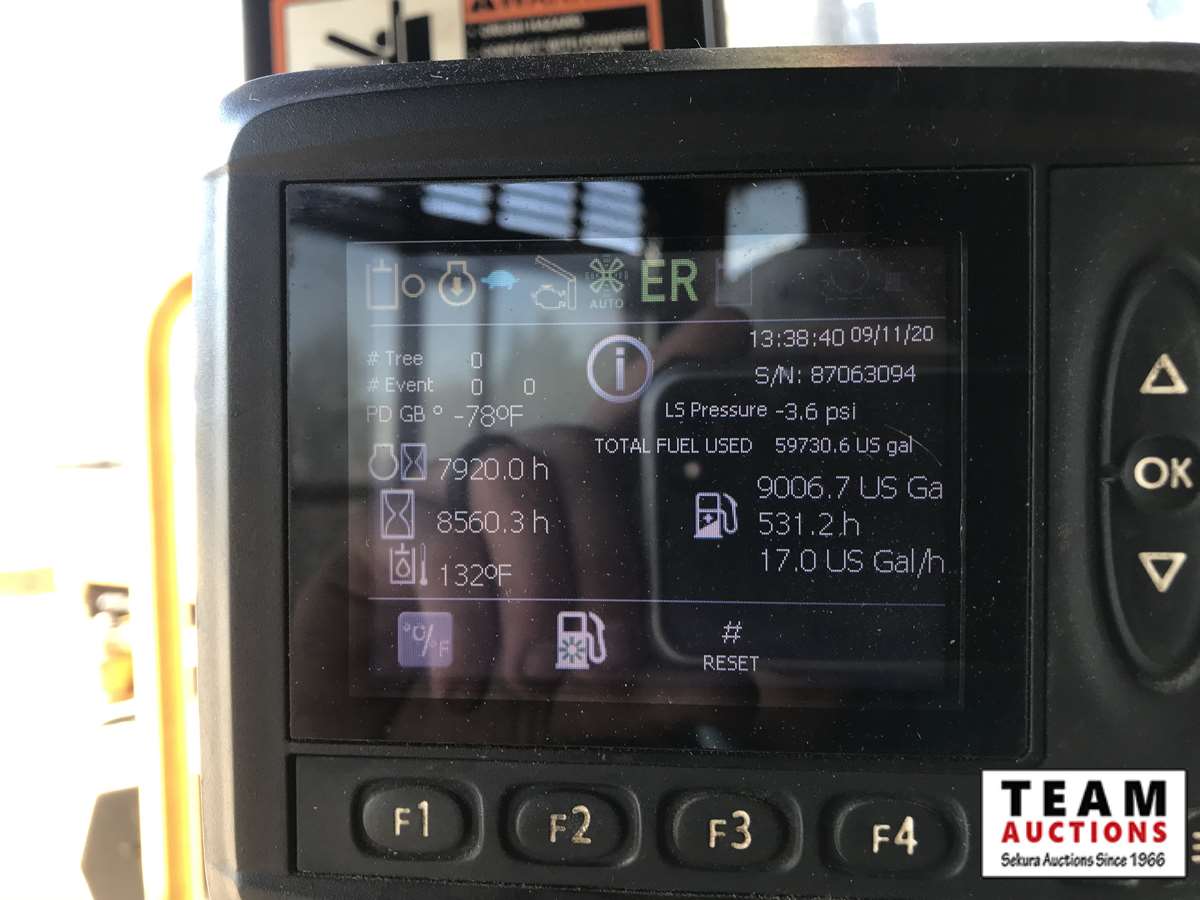 CONTACT WITH
AUTO
ER
13:38:40 09/11/20
# Tree 0
S/N: 87063094
# Event 0 0
PD GB ° -78ºF
LS Pressure -3.6 psi
TOTAL FUEL USED 59730.6 US gal
7920.0 h
9006.7 US Ga
8560.3 h
531.2 h
132ºF
17.0 US Gal/h
°C/°F
#
RESET
OK
F1 F2 F3 F4
TEAM
AUCTIONS
Sekura Auctions Since 1966